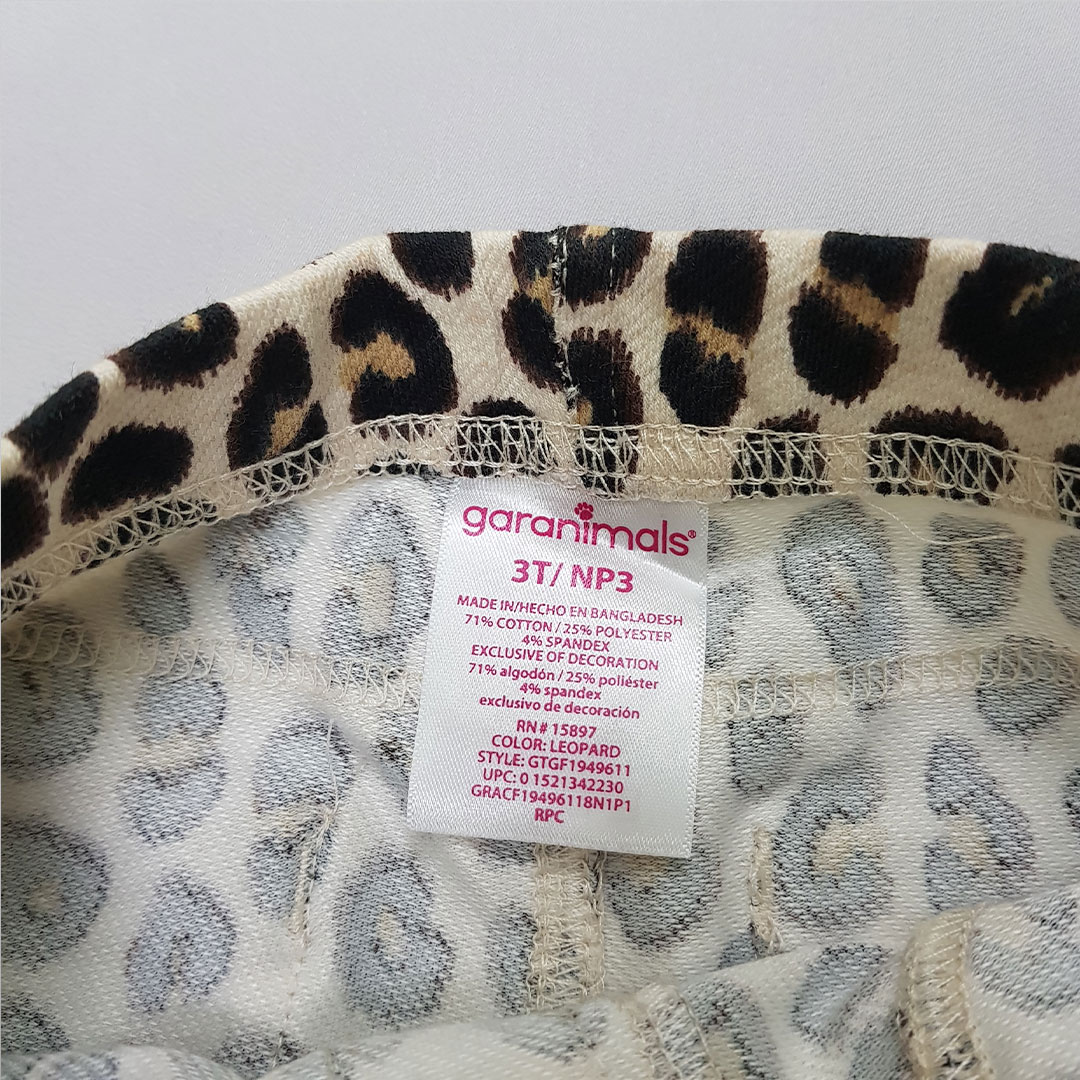 garanimals®
3T/ NP3
MADE IN/HECHO EN BANGLADESH
71% COTTON / 25% POLYESTER
4% SPANDEX
EXCLUSIVE OF DECORATION
71% algodón / 25% poliéster
4% spandex
exclusivo de decoración
RN# 15897
COLOR: LEOPARD
STYLE: GTGF1949611
UPC: 0 1521342230
GRACF19496118N1P1
RPC